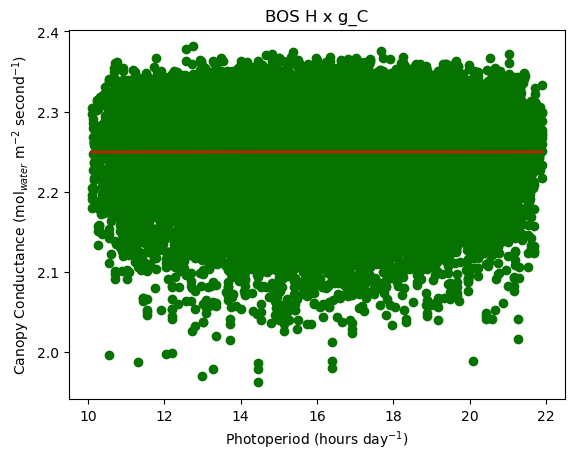 BOS H x g_C
2.4
2.3
2.2
2.1
2.0
Canopy Conductance (mol_{water} m^{−2} second^{−1})
10 12 14 16 18 20 22
Photoperiod (hours day^{−1})